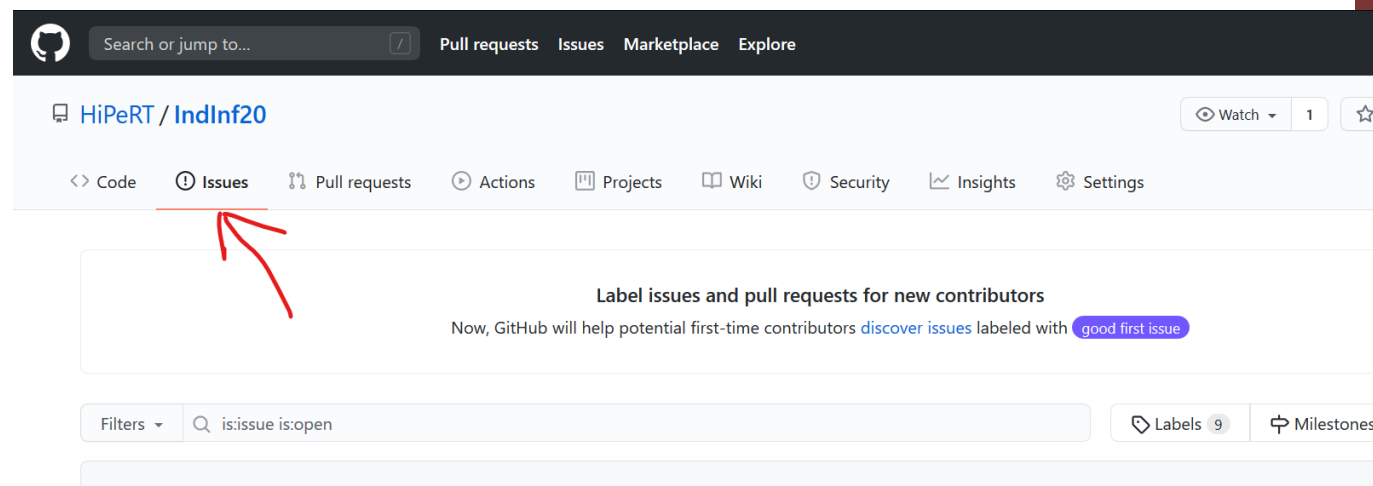 Search or jump to... / Pull requests Issues Marketplace Explore
HiPeRT / IndInf20 Watch 1
Code Issues Pull requests Actions Projects Wiki Security Insights Settings
Label issues and pull requests for new contributors
Now, GitHub will help potential first-time contributors discover issues labeled with good first issue
Filters is:issue is:open Labels 9 Milestones